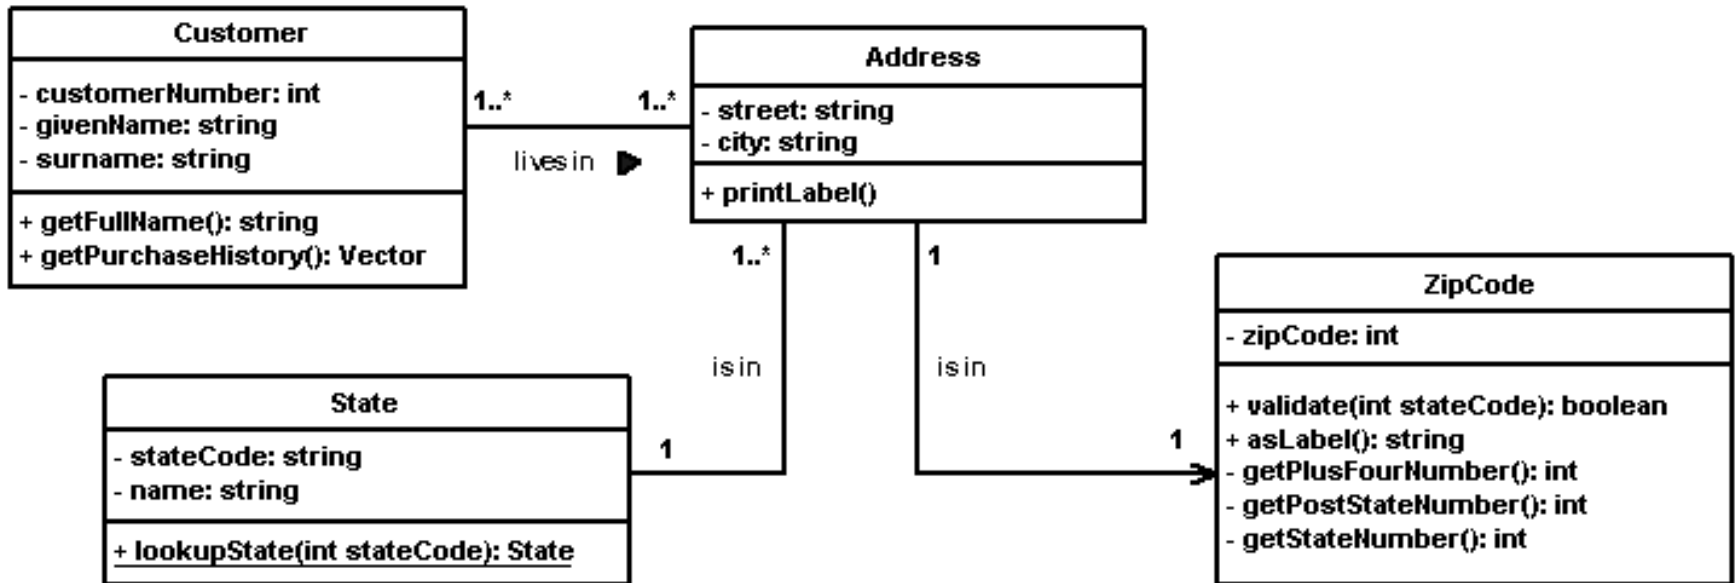 Customer
- customerNumber: int
- givenName: string
- surname: string
+ getFullName(): string
+ getPurchaseHistory(): Vector
1..*
1..*
lives in
Address
- street: string
- city: string
+ printLabel()
1..*
1
is in
is in
State
- stateCode: string
- name: string
+ lookupState(int stateCode): State
1
1
ZipCode
- zipCode: int
+ validate(int stateCode): boolean
+ asLabel(): string
- getPlusFourNumber(): int
- getPostStateNumber(): int
- getStateNumber(): int